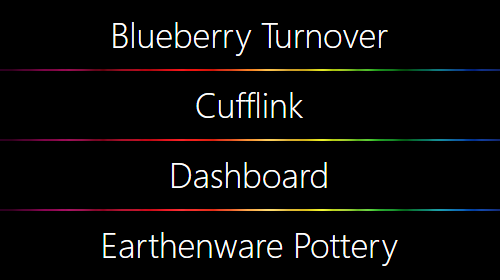 Blueberry Turnover
Cufflink
Dashboard
Earthenware Pottery